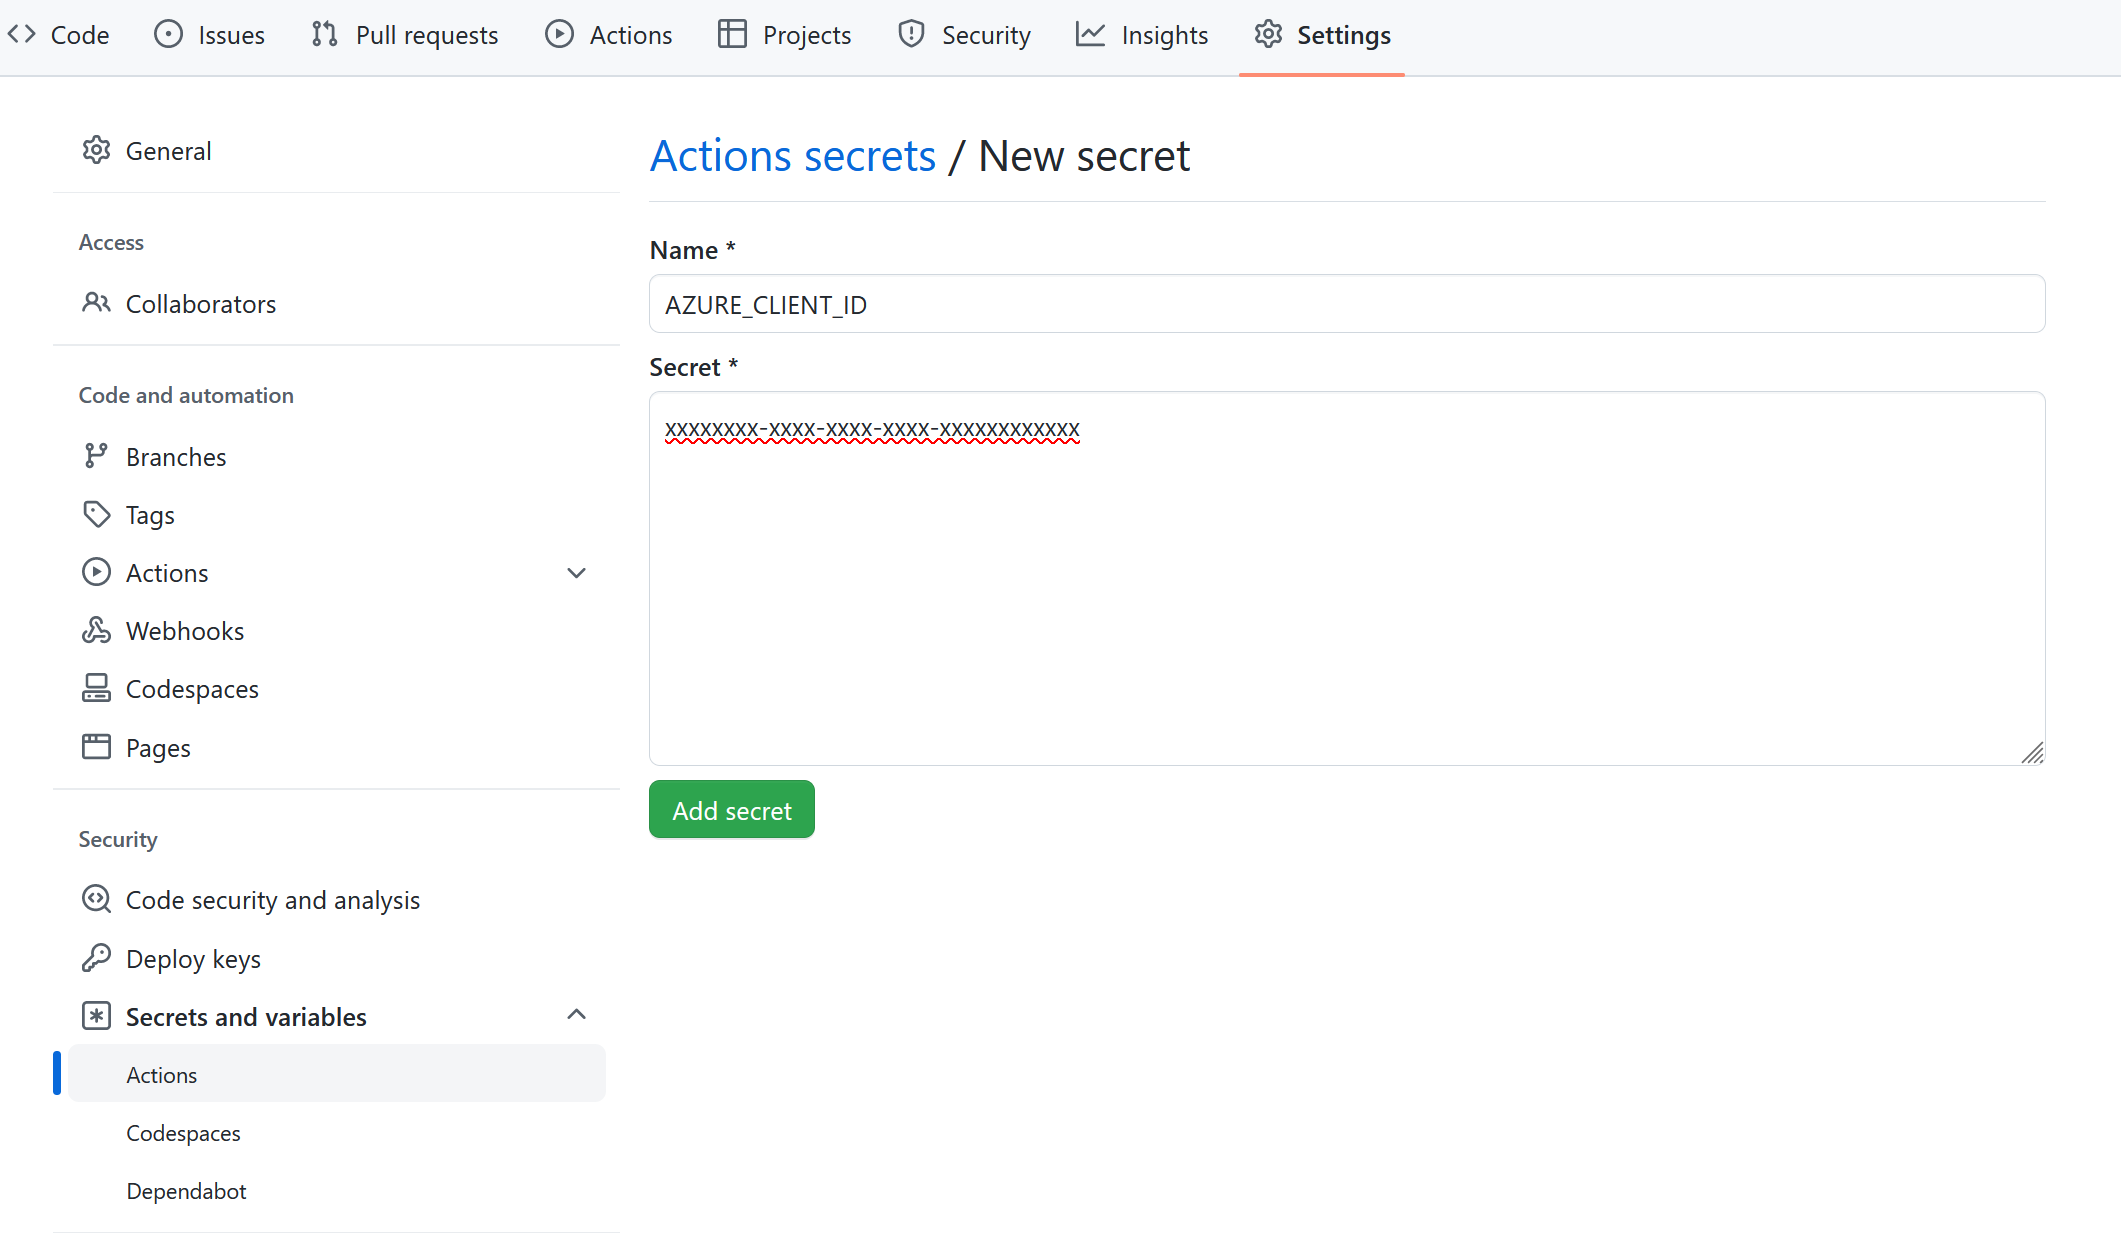 Code Issues Pull requests Actions Projects Security Insights Settings
General
Access
Collaborators
Code and automation
Branches
Tags
Actions
Webhooks
Codespaces
Pages
Security
Code security and analysis
Deploy keys
Secrets and variables
Actions
Codespaces
Dependabot
Actions secrets / New secret
Name *
AZURE_CLIENT_ID
Secret *
xxxxxxxx-xxxx-xxxx-xxxx-xxxxxxxxxxxx
Add secret